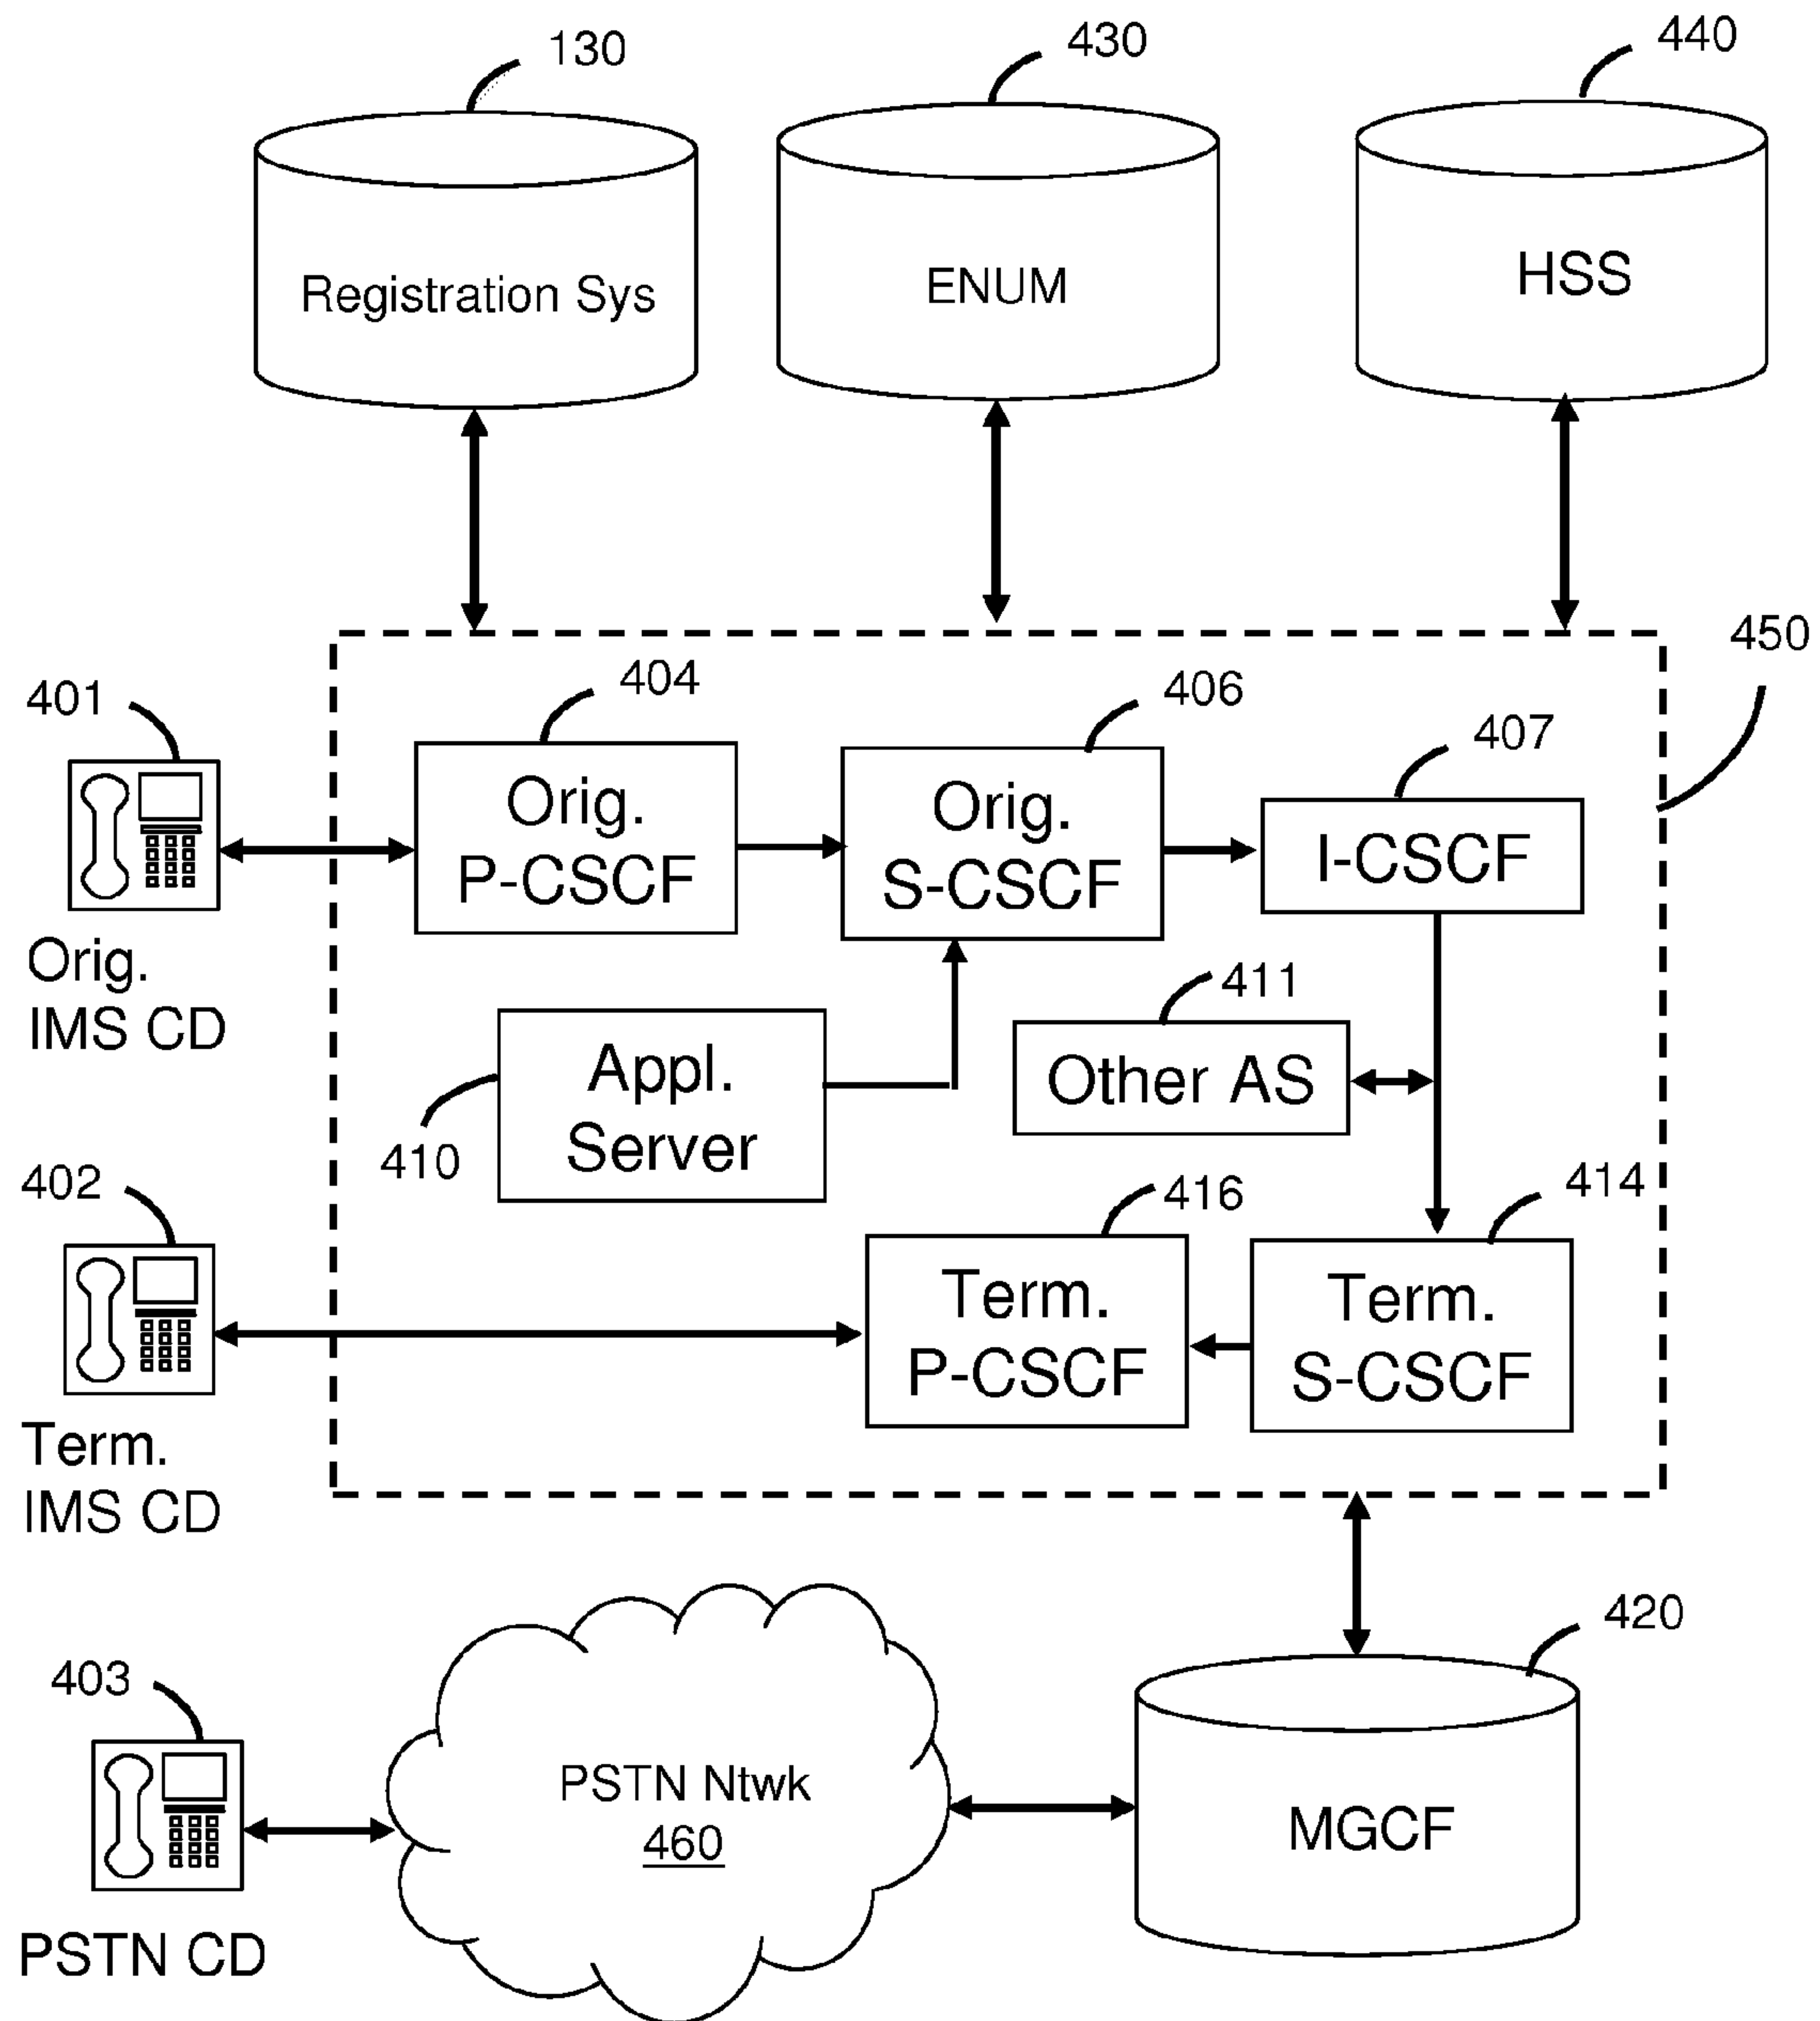 130
430
440
Registration Sys
ENUM
HSS
450
401
404
406
407
Orig.
P-CSCF
Orig.
S-CSCF
I-CSCF
Orig.
IMS CD
411
Appl.
Server
Other AS
410
402
416
414
Term.
P-CSCF
Term.
S-CSCF
Term.
IMS CD
420
403
PSTN Ntwk
460
MGCF
PSTN CD